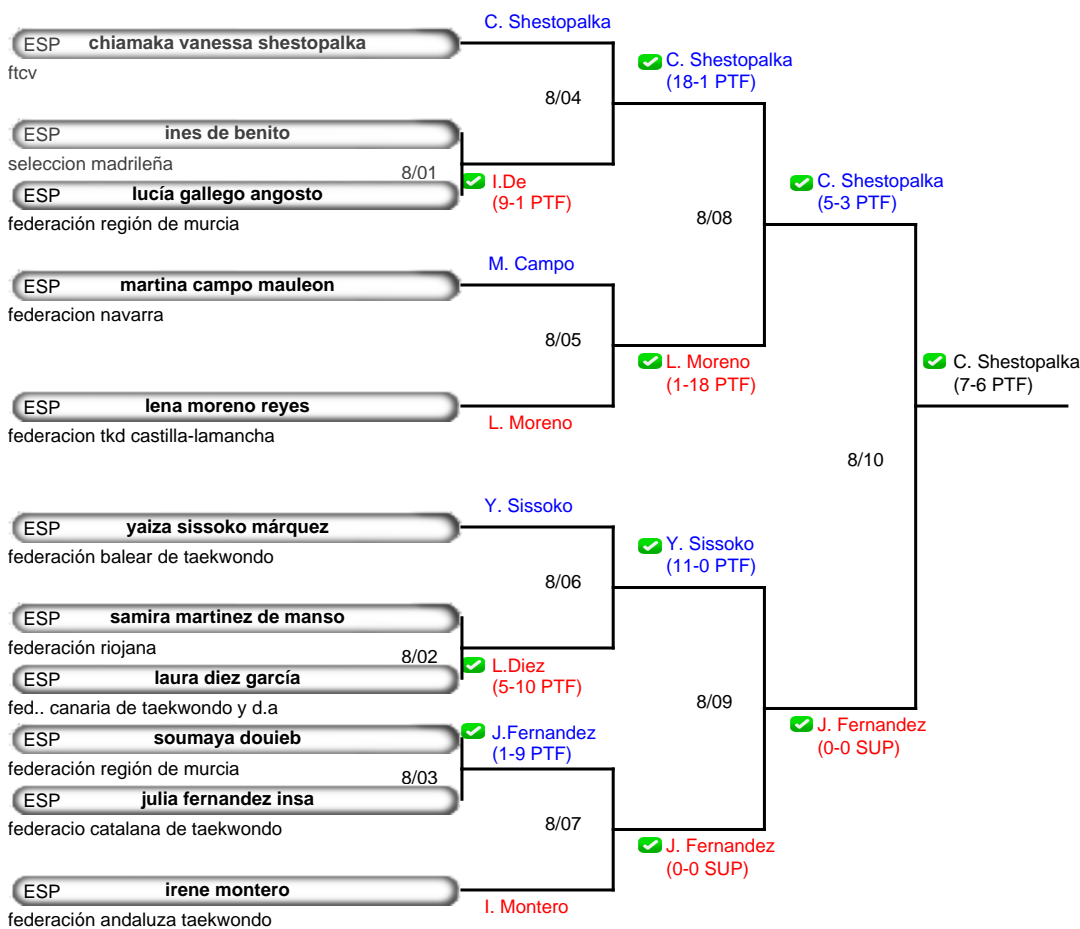 C. Shestopalka
ESP chiamaka vanessa shestopalka
ftcv
C. Shestopalka
(18-1 PTF)
8/04
ESP ines de benito
seleccion madrileña
8/01
I.De
(9-1 PTF)
ESP lucía gallego angosto
federación región de murcia
C. Shestopalka
(5-3 PTF)
8/08
M. Campo
ESP martina campo mauleon
federacion navarra
8/05
L. Moreno
(1-18 PTF)
C. Shestopalka
(7-6 PTF)
ESP lena moreno reyes
federacion tkd castilla-lamancha
L. Moreno
8/10
Y. Sissoko
ESP yaiza sissoko márquez
federación balear de taekwondo
Y. Sissoko
(11-0 PTF)
8/06
ESP samira martinez de manso
federación riojana
8/02
L.Diez
(5-10 PTF)
ESP laura diez garcía
fed.. canaria de taekwondo y d.a
8/09
J. Fernandez
(0-0 SUP)
ESP soumaya douieb
federación región de murcia
J.Fernandez
(1-9 PTF)
8/03
ESP julia fernandez insa
federacio catalana de taekwondo
8/07
J. Fernandez
(0-0 SUP)
ESP irene montero
federación andaluza taekwondo
I. Montero